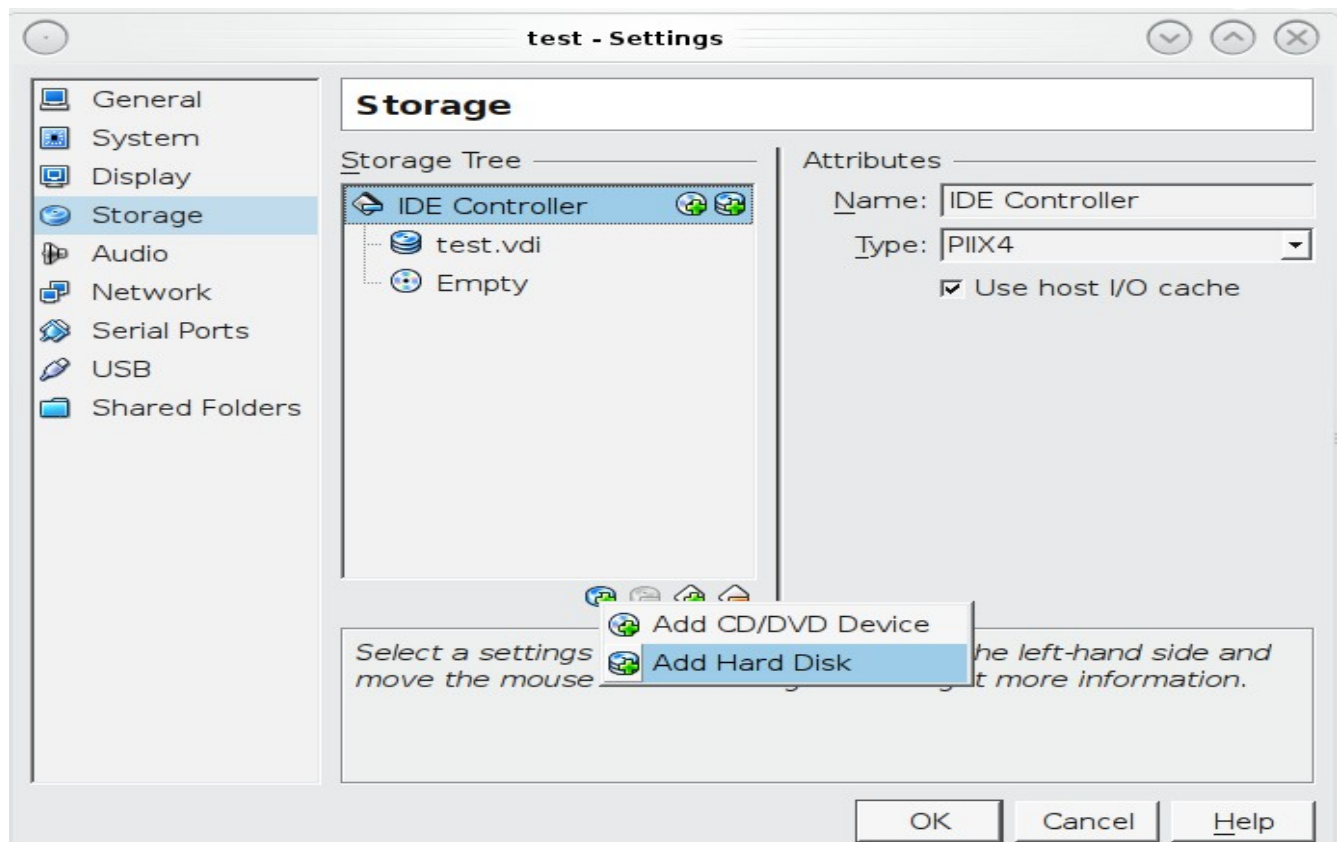 test - Settings
General
System
Display
Storage
Audio
Network
Serial Ports
USB
Shared Folders
Storage
Storage Tree
IDE Controller
test.vdi
Empty
Attributes
Name: IDE Controller
Type: PIIX4
Use host I/O cache
Add CD/DVD Device
Add Hard Disk
Select a settings he left-hand side and
move the mouse t more information.
OK Cancel Help